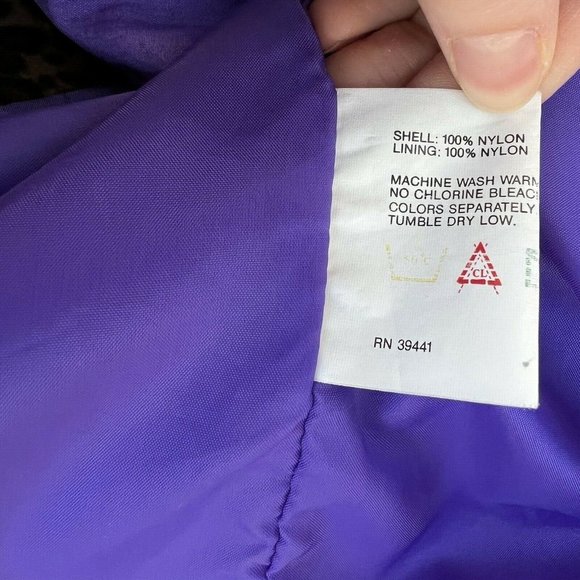 SHELL: 100% NYLON
LINING: 100% NYLON
MACHINE WASH WARM
NO CHLORINE BLEAC
COLORS SEPARATELY
TUMBLE DRY LOW.
CL
RN 39441